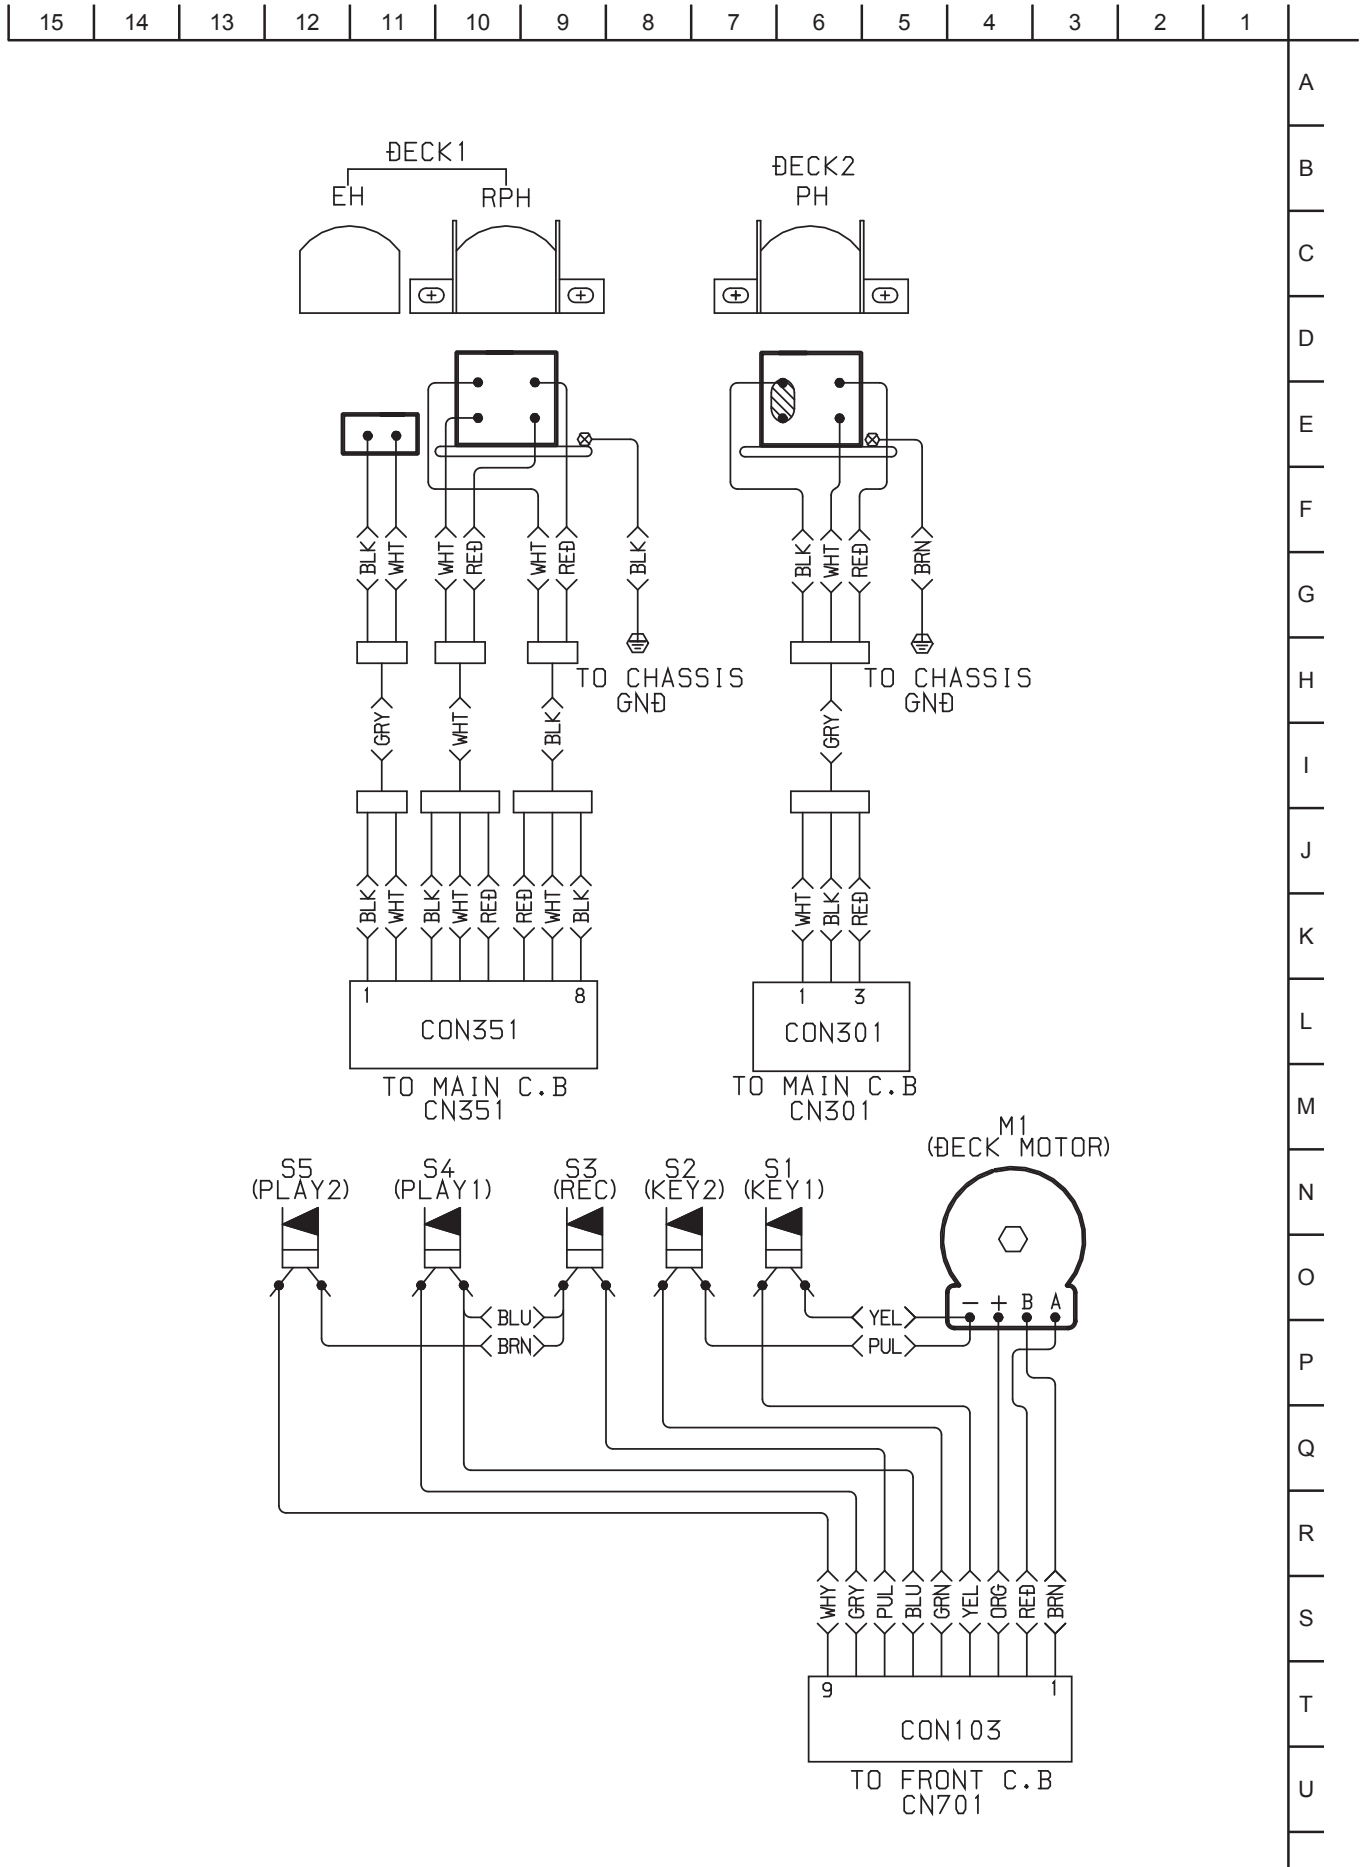 15 14 13 12 11 10 9 8 7 6 5 4 3 2 1
A
B
C
D
E
F
G
H
I
J
K
L
M
N
O
P
Q
R
S
T
U
DECK1
EH RPH
DECK2
PH
BLK WHT WHT RED WHT RED BLK
BLK WHT RED BRN
TO CHASSIS
GND
TO CHASSIS
GND
GRY WHT BLK
GRY
BLK WHT BLK WHT RED RED WHT BLK
WHT BLK RED
1 8
CON351
TO MAIN C.B
CN351
1 3
CON301
TO MAIN C.B
CN301
M1
(DECK MOTOR)
S5
(PLAY2)
S4
(PLAY1)
S3
(REC)
S2
(KEY2)
S1
(KEY1)
− + B A
BLU
BRN
YEL
PUL
WHY GRY PUL BLU GRN YEL ORG RED BRN
9 1
CON103
TO FRONT C.B
CN701